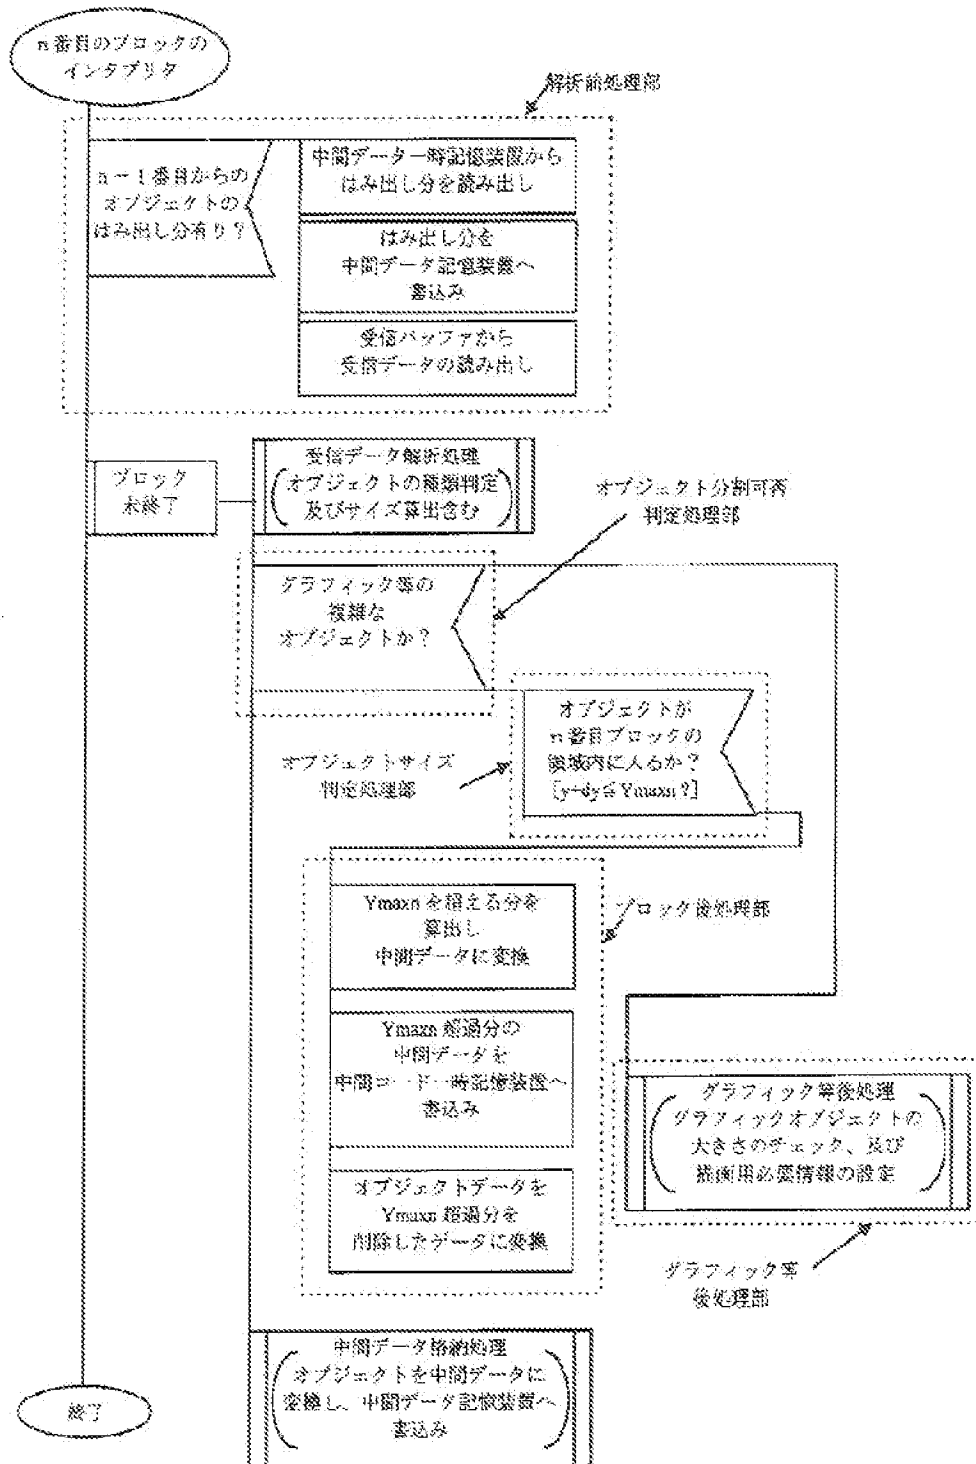 n番目のブロックの
インタプリタ
解析前処理部
n－1番目からの
オブジェクトの
はみ出し分有り？
中間データ一時記憶装置から
はみ出し分を読み出し
はみ出し分を
中間データ記憶装置へ
書込み
受信バッファから
受信データの読み出し
ブロック
未終了
受信データ解析処理
オブジェクトの種類判定
及びサイズ算出含む
オブジェクト分割可否
判定処理部
グラフィック等の
複雑な
オブジェクトか？
オブジェクトが
n番目ブロックの
領域内に入るか？
[y+dy≦Ymaxn？]
オブジェクトサイズ
判定処理部
Ymaxnを超える分を
算出し
中間データに変換
ブロック後処理部
Ymaxn超過分の
中間データを
中間コード一時記憶装置へ
書込み
グラフィック等後処理
グラフィックオブジェクトの
大きさのチェック、及び
描画用必要情報の設定
オブジェクトデータを
Ymaxn超過分を
削除したデータに変換
グラフィック等
後処理部
中間データ格納処理
オブジェクトを中間データに
変換し、中間データ記憶装置へ
書込み
終了